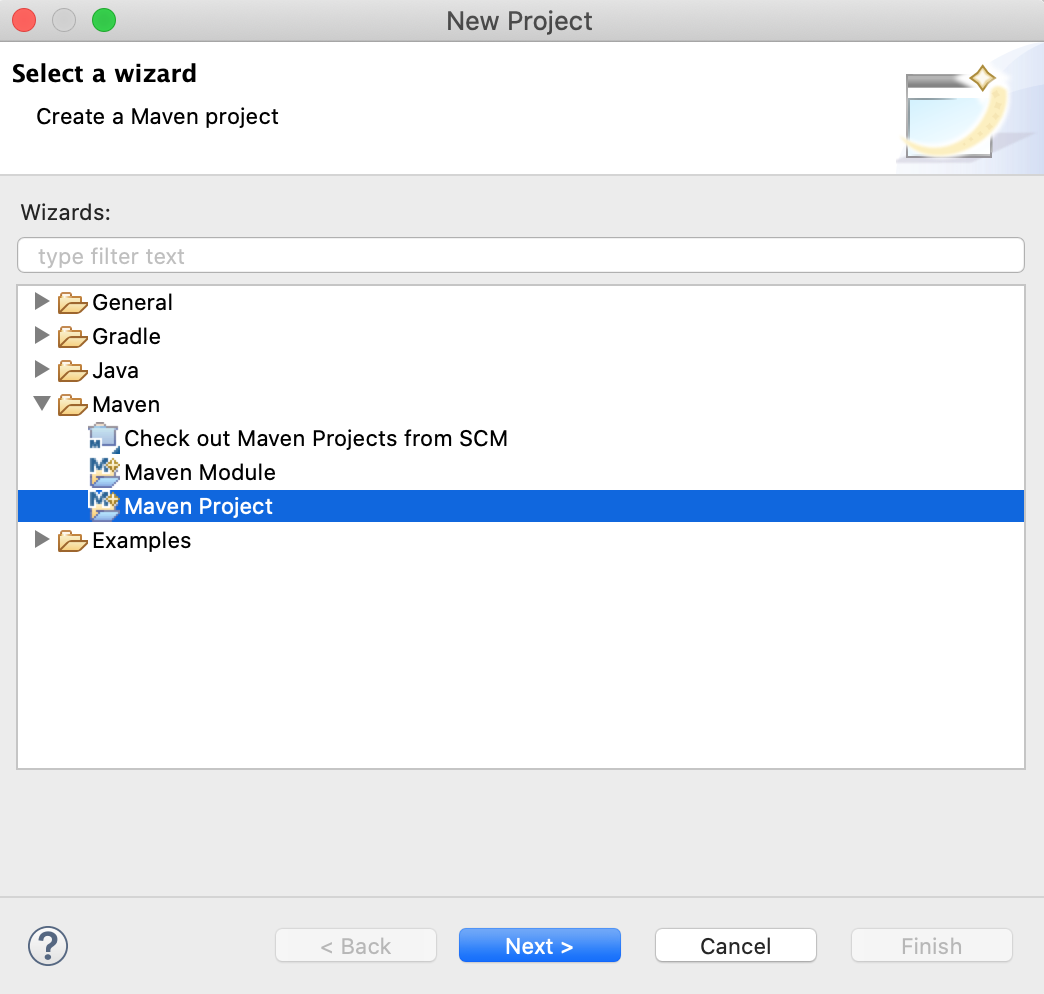 New Project
Select a wizard
Create a Maven project
Wizards:
type filter text
General
Gradle
Java
Maven
Check out Maven Projects from SCM
Maven Module
Maven Project
Examples
? < Back Next > Cancel Finish